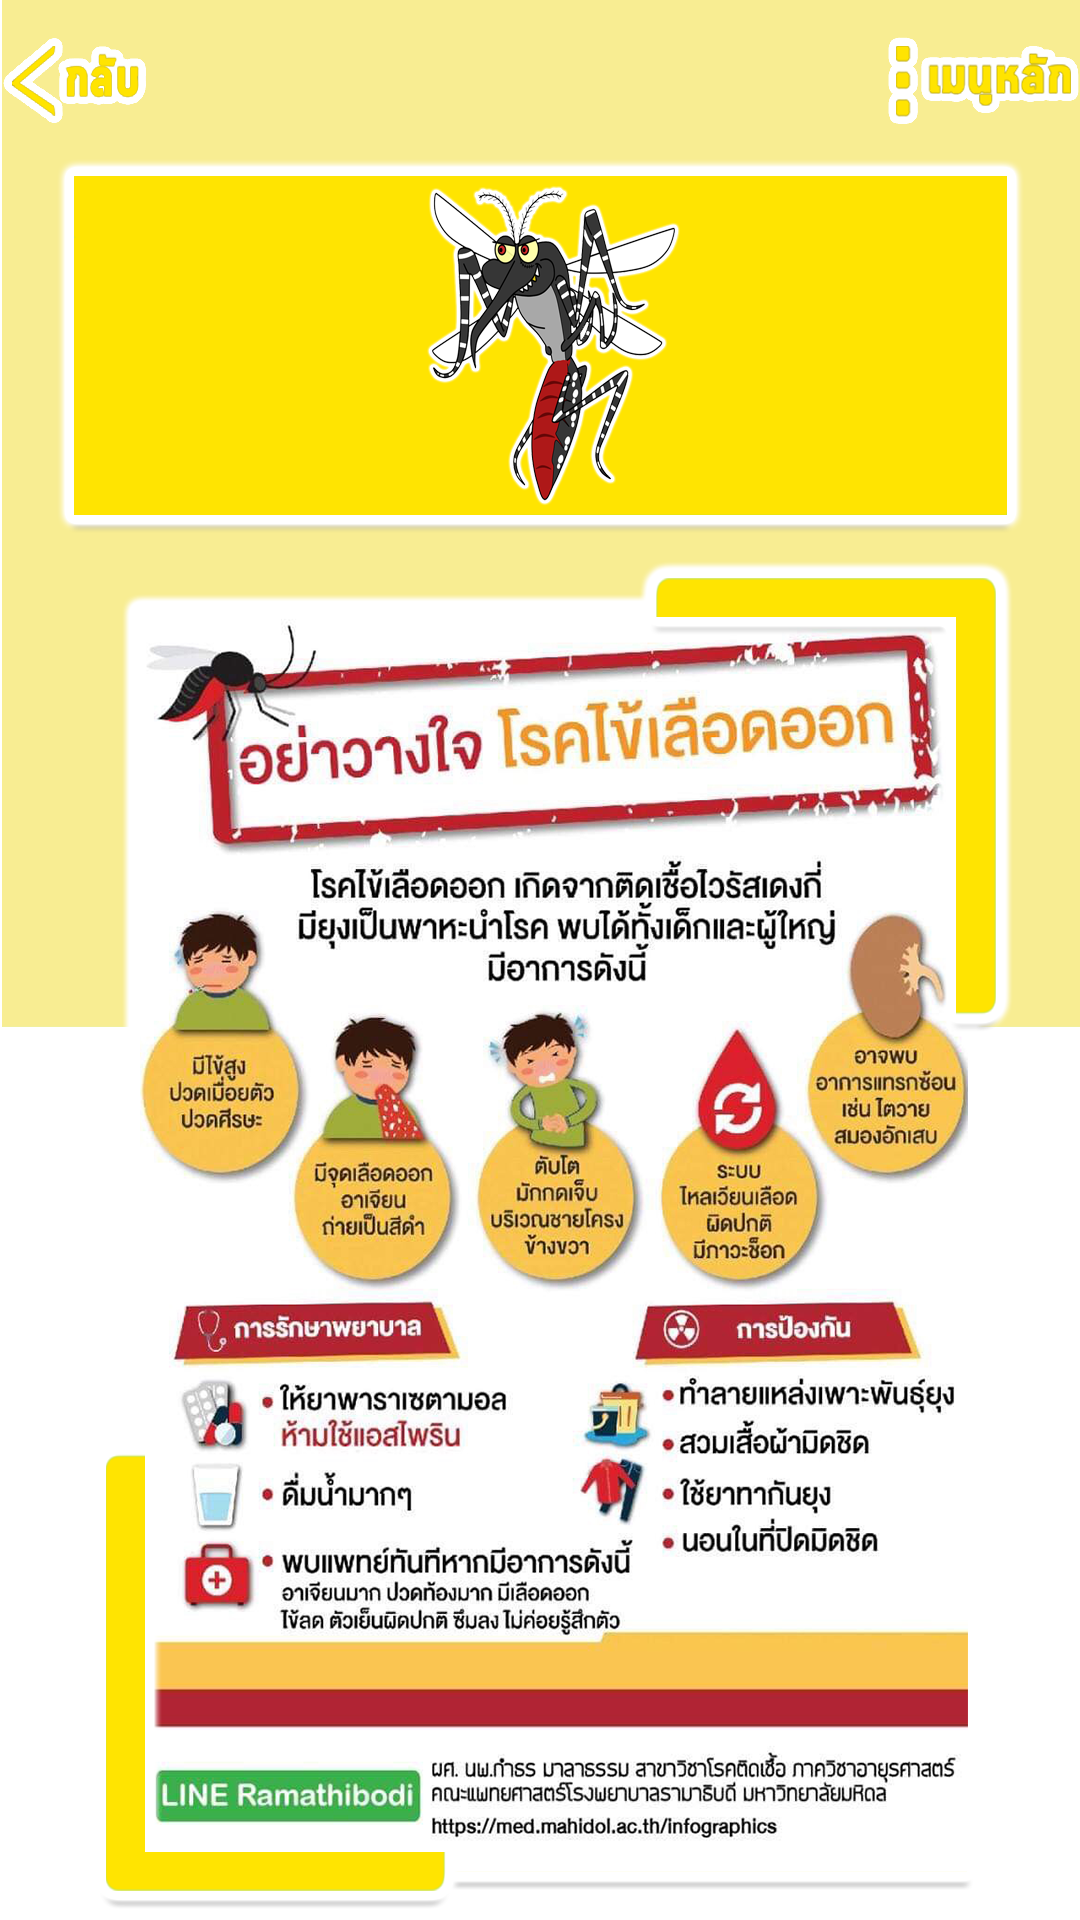 กลับ
เมนูหลัก
อย่าวางใจ โรคไข้เลือดออก
โรคไข้เลือดออก เกิดจากติดเชื้อไวรัสเดงกี่
มียุงเป็นพาหะนำโรค พบได้ทั้งเด็กและผู้ใหญ่
มีอาการดังนี้
มีไข้สูง
ปวดเมื่อยตัว
ปวดศีรษะ
มีจุดเลือดออก
อาเจียน
ถ่ายเป็นสีดำ
ตับโต
มักกดเจ็บ
บริเวณชายโครง
ข้างขวา
ระบบ
ไหลเวียนเลือด
ผิดปกติ
มีภาวะช็อก
อาจพบ
อาการแทรกซ้อน
เช่น ไตวาย
สมองอักเสบ
การรักษาพยาบาล
• ให้ยาพาราเซตามอล
ห้ามใช้แอสไพริน
• ดื่มน้ำมากๆ
• พบแพทย์ทันทีหากมีอาการดังนี้
อาเจียนมาก ปวดท้องมาก มีเลือดออก
ไข้ลด ตัวเย็นผิดปกติ ซึมลง ไม่ค่อยรู้สึกตัว
การป้องกัน
• ทำลายแหล่งเพาะพันธุ์ยุง
• สวมเสื้อผ้ามิดชิด
• ใช้ยาทากันยุง
• นอนในที่ปิดมิดชิด
LINE Ramathibodi
ผศ. นพ.กำธร มาลาธรรม สาขาวิชาโรคติดเชื้อ ภาควิชาอายุรศาสตร์
คณะแพทยศาสตร์โรงพยาบาลรามาธิบดี มหาวิทยาลัยมหิดล
https://med.mahidol.ac.th/infographics